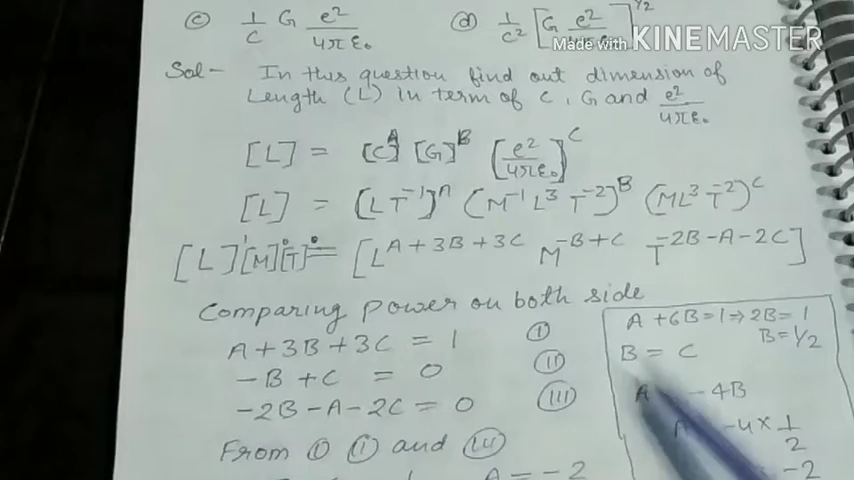 (c) 1/C G e²/4πε₀ (d) 1/c² [G e²/4πε₀]^1/2
Made with KINEMASTER
Sol- In this question find out dimension of
Length (L) in term of c, G and e²/4πε₀
[L] = [C]^A [G]^B [e²/4πε₀]^C
[L] = (LT⁻¹)^A (M⁻¹L³T⁻²)^B (ML³T⁻²)^C
[L]¹[M]⁰[T]⁰ = [L^A+3B+3C M^-B+C T^-2B-A-2C]
Comparing power on both side
A+3B+3C = 1 (i)
-B+C = 0 (ii)
-2B-A-2C = 0 (iii)
From (i) (ii) and (iii)
A = -2
A+6B=1⇒2B=1
B=1/2
B = C
A -4B
A -4×1/2
-2